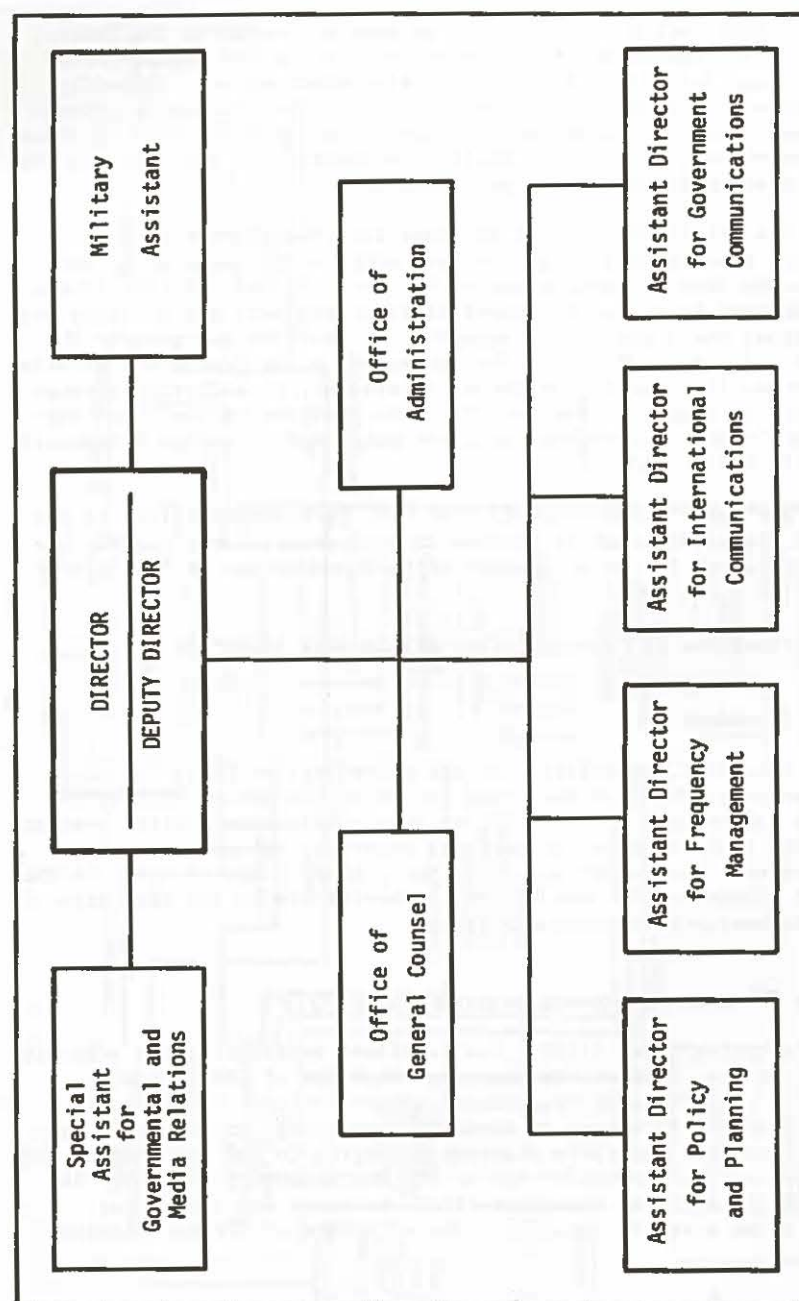 Special
Assistant
for
Governmental and
Media Relations
DIRECTOR
DEPUTY DIRECTOR
Military
Assistant
Office of
General Counsel
Office of
Administration
Assistant Director
for Policy
and Planning
Assistant Director
for Frequency
Management
Assistant Director
for International
Communications
Assistant Director
for Government
Communications